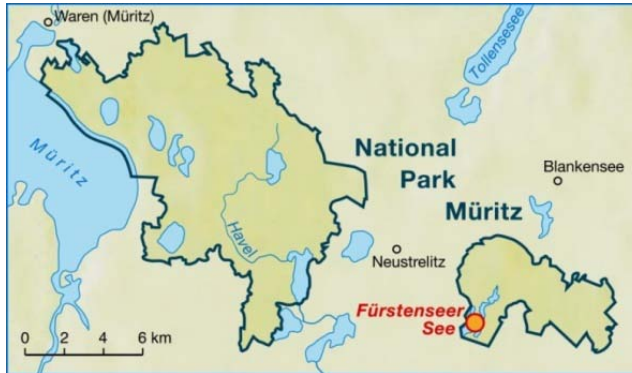 Waren (Müritz)
Tollensesee
Müritz
National
Park
Müritz
Blankensee
Havel
Neustrelitz
Fürstenseer
See
0 2 4 6 km